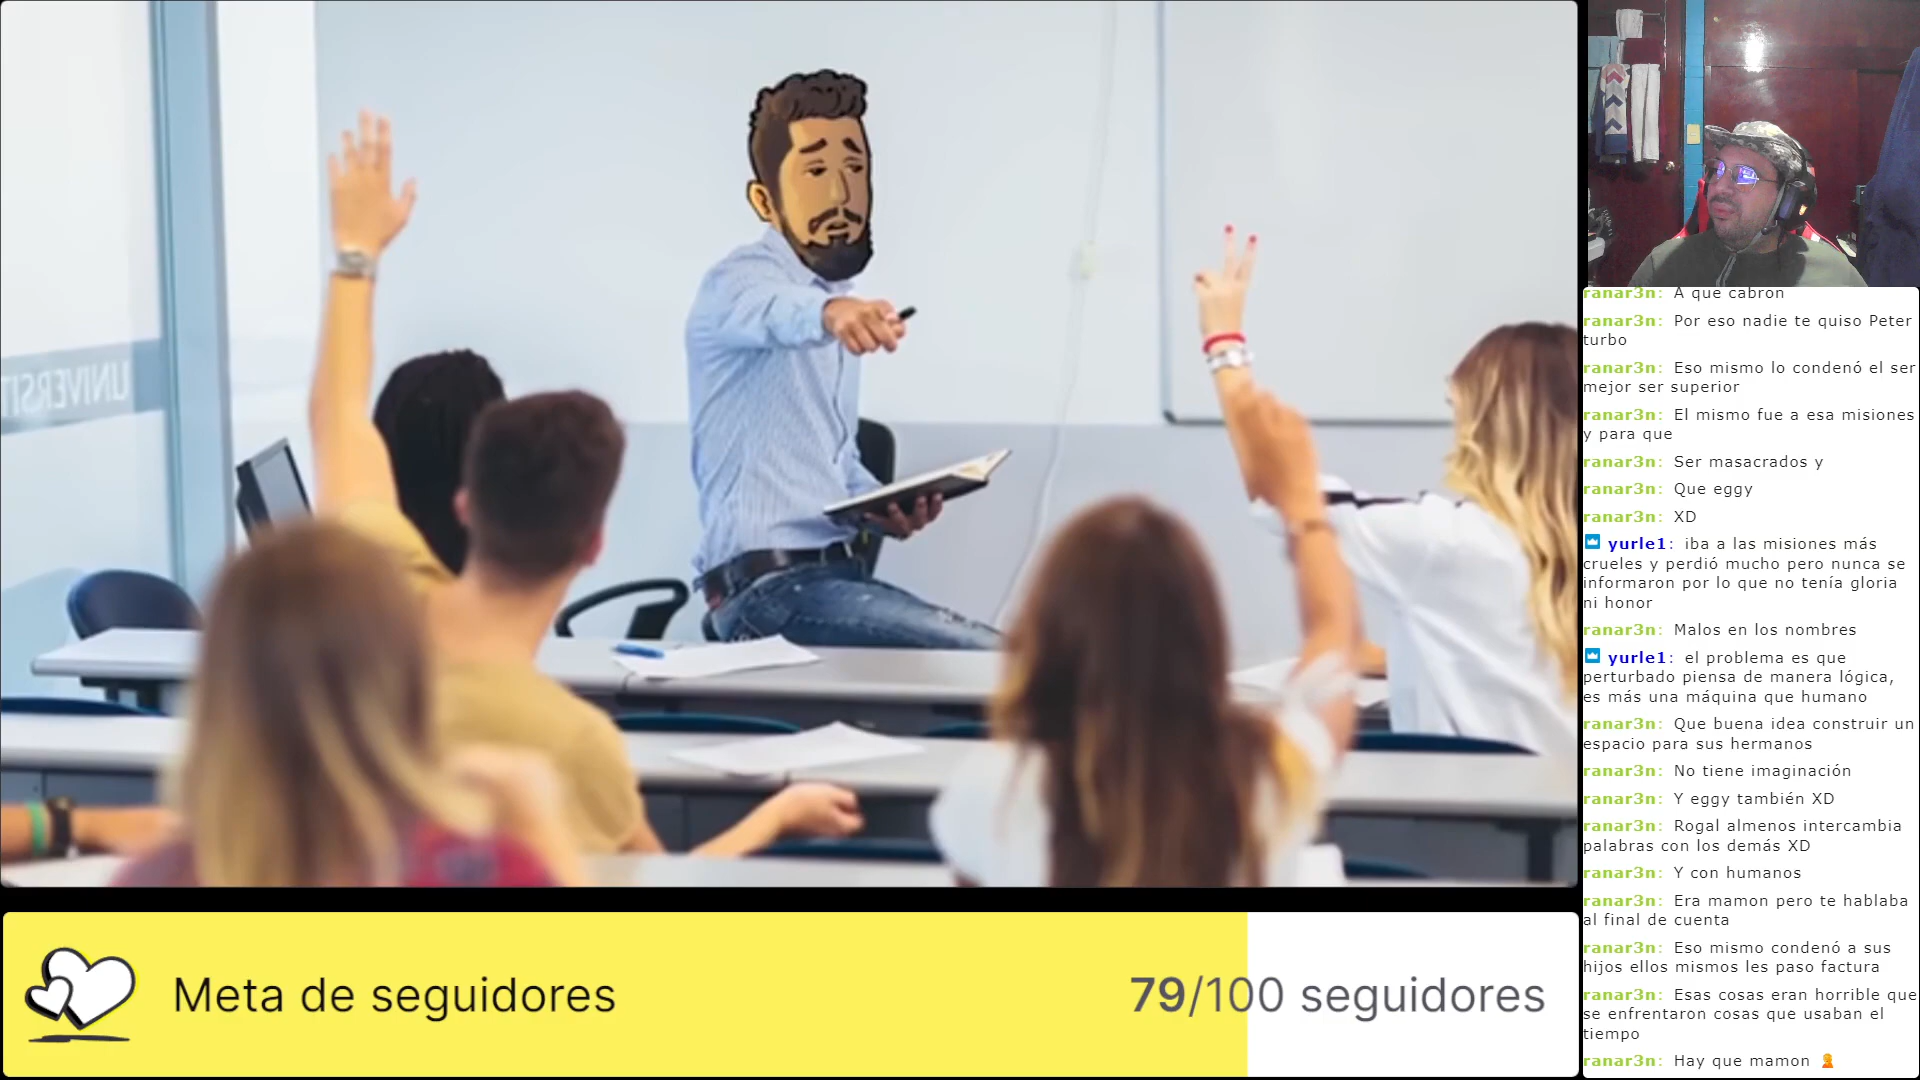 UNIVERSIT
ranar3n: A que cabron
ranar3n: Por eso nadie te quiso Peter
turbo
ranar3n: Eso mismo lo condenó el ser
mejor ser superior
ranar3n: El mismo fue a esa misiones
y para que
ranar3n: Ser masacrados y
ranar3n: Que eggy
ranar3n: XD
yurle1: iba a las misiones más
crueles y perdió mucho pero nunca se
informaron por lo que no tenía gloria
ni honor
ranar3n: Malos en los nombres
yurle1: el problema es que
perturbado piensa de manera lógica,
es más una máquina que humano
ranar3n: Que buena idea construir un
espacio para sus hermanos
ranar3n: No tiene imaginación
ranar3n: Y eggy también XD
ranar3n: Rogal almenos intercambia
palabras con los demás XD
ranar3n: Y con humanos
ranar3n: Era mamon pero te hablaba
al final de cuenta
ranar3n: Eso mismo condenó a sus
hijos ellos mismos les paso factura
ranar3n: Esas cosas eran horrible que
se enfrentaron cosas que usaban el
tiempo
ranar3n: Hay que mamon
Meta de seguidores
79/100 seguidores